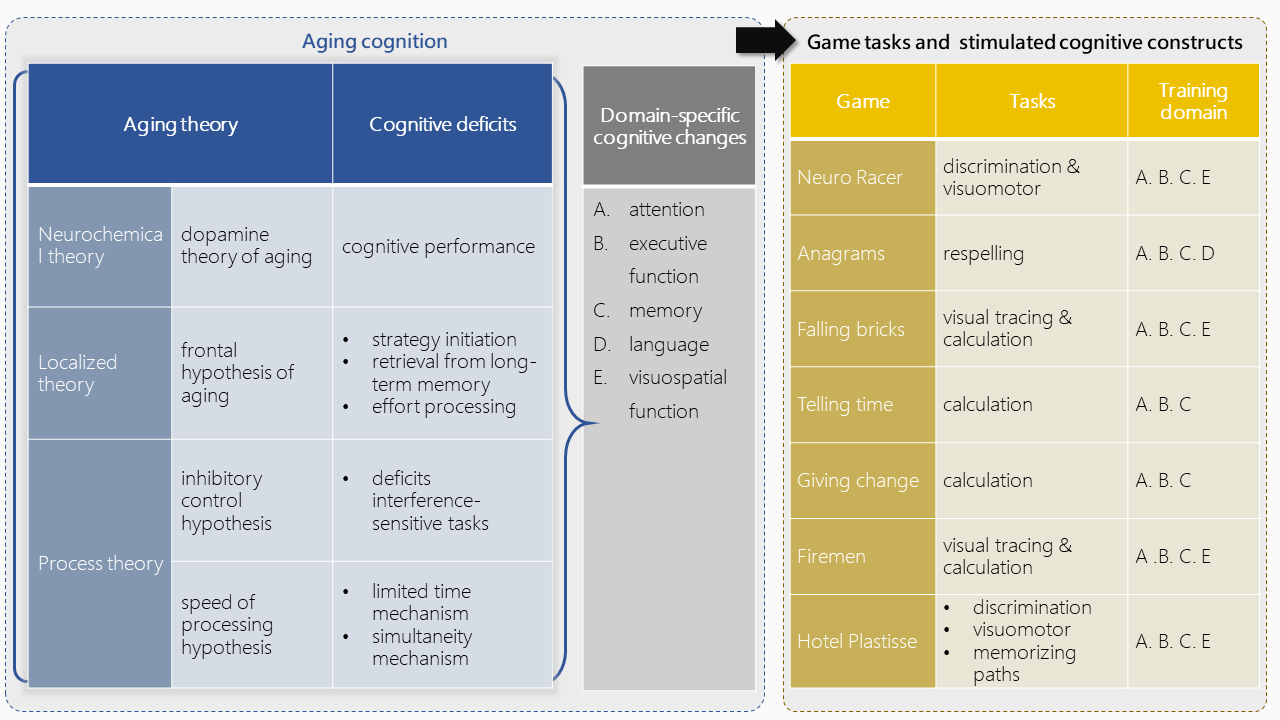 Aging cognition
Aging theory
Cognitive deficits
Neurochemica
l theory
dopamine
theory of aging
cognitive performance
Localized
theory
frontal
hypothesis of
aging
• strategy initiation
• retrieval from long-
term memory
• effort processing
Process theory
inhibitory
control
hypothesis
• deficits
interference-
sensitive tasks
speed of
processing
hypothesis
• limited time
mechanism
• simultaneity
mechanism
Domain-specific
cognitive changes
A. attention
B. executive
function
C. memory
D. language
E. visuospatial
function
Game tasks and stimulated cognitive constructs
Game
Tasks
Training
domain
Neuro Racer
discrimination &
visuomotor
A. B. C. E
Anagrams
respelling
A. B. C. D
Falling bricks
visual tracing &
calculation
A. B. C. E
Telling time
calculation
A. B. C
Giving change
calculation
A. B. C
Firemen
visual tracing &
calculation
A .B. C. E
Hotel Plastisse
• discrimination
• visuomotor
• memorizing
paths
A. B. C. E